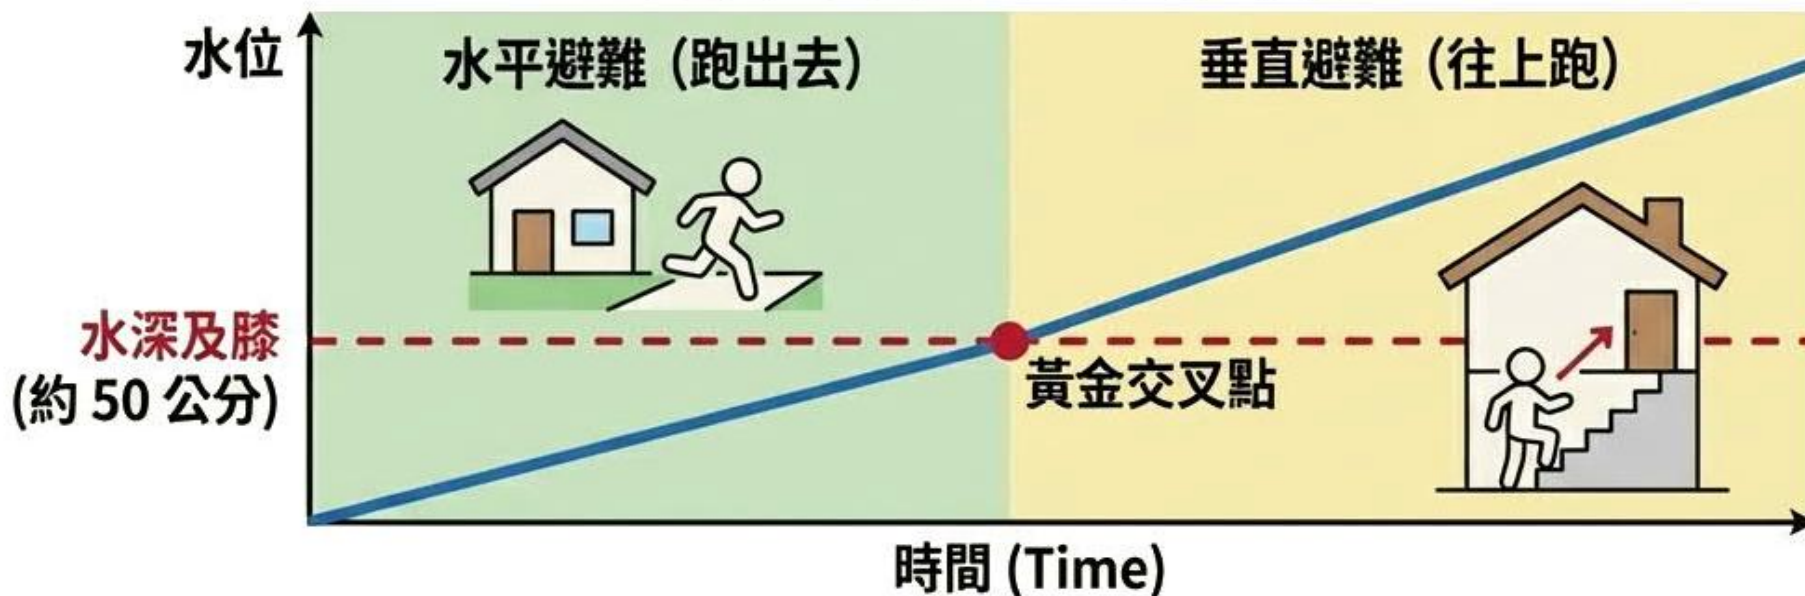 水位
水平避難（跑出去）
垂直避難（往上跑）
水深及膝
(約 50 公分)
黃金交叉點
時間 (Time)